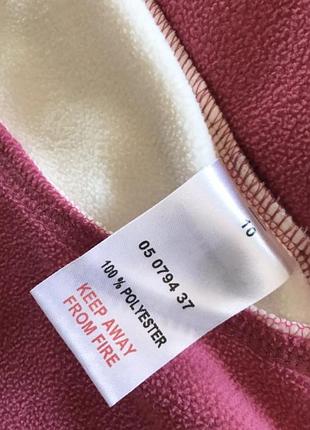 10
05 0794 37
100 % POLYESTER
KEEP AWAY
FROM FIRE